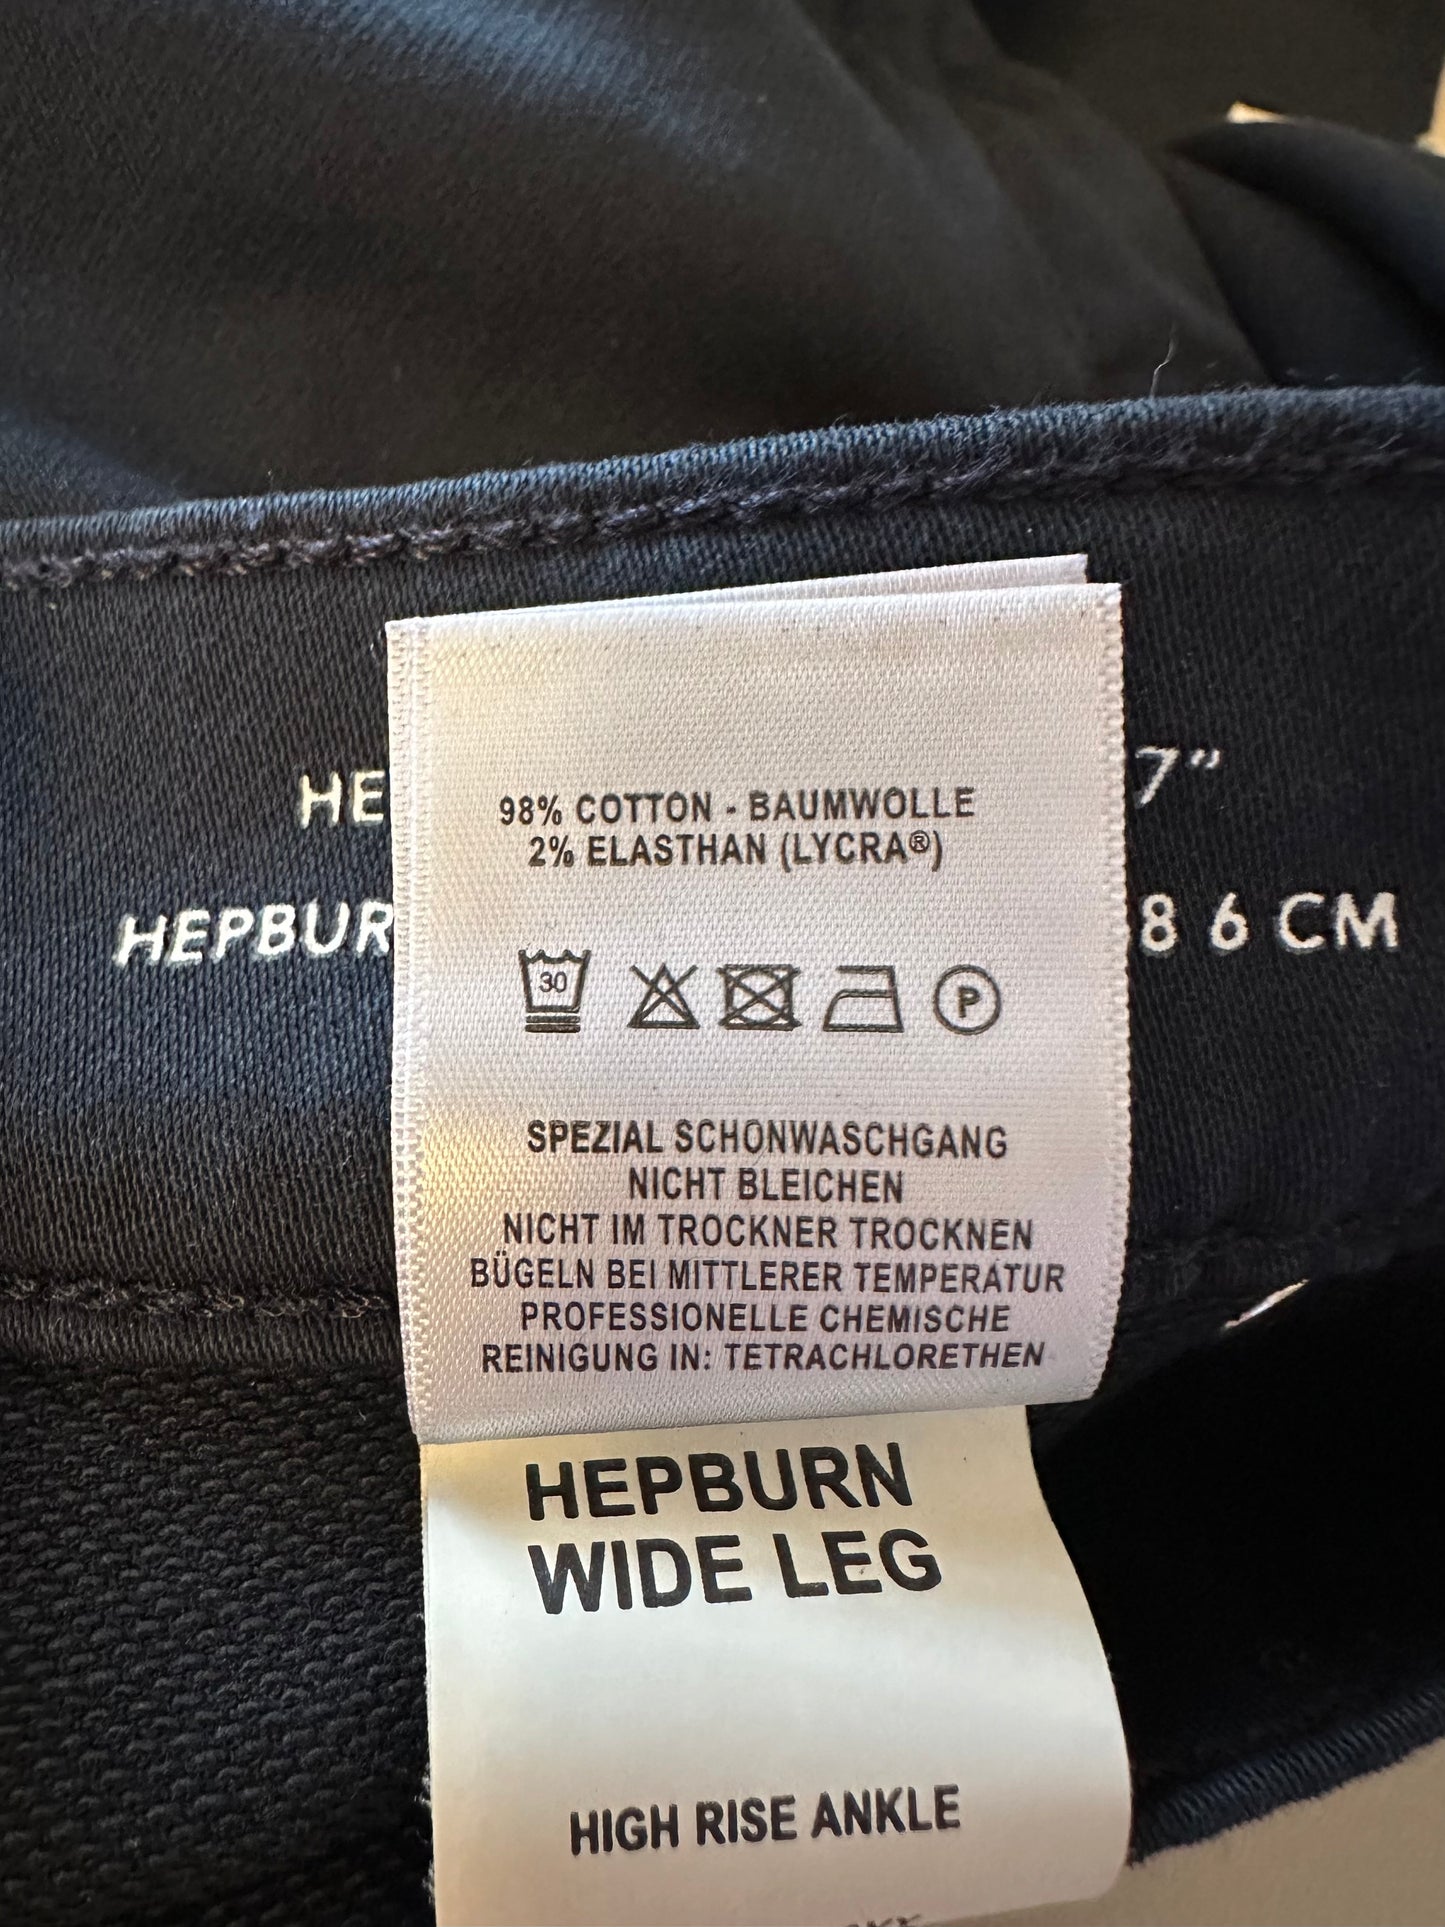 HE 7"
98% COTTON - BAUMWOLLE
2% ELASTHAN (LYCRA®)
HEPBUR 8 6 CM
30
P
SPEZIAL SCHONWASCHGANG
NICHT BLEICHEN
NICHT IM TROCKNER TROCKNEN
BÜGELN BEI MITTLERER TEMPERATUR
PROFESSIONELLE CHEMISCHE
REINIGUNG IN: TETRACHLORETHEN
HEPBURN
WIDE LEG
HIGH RISE ANKLE